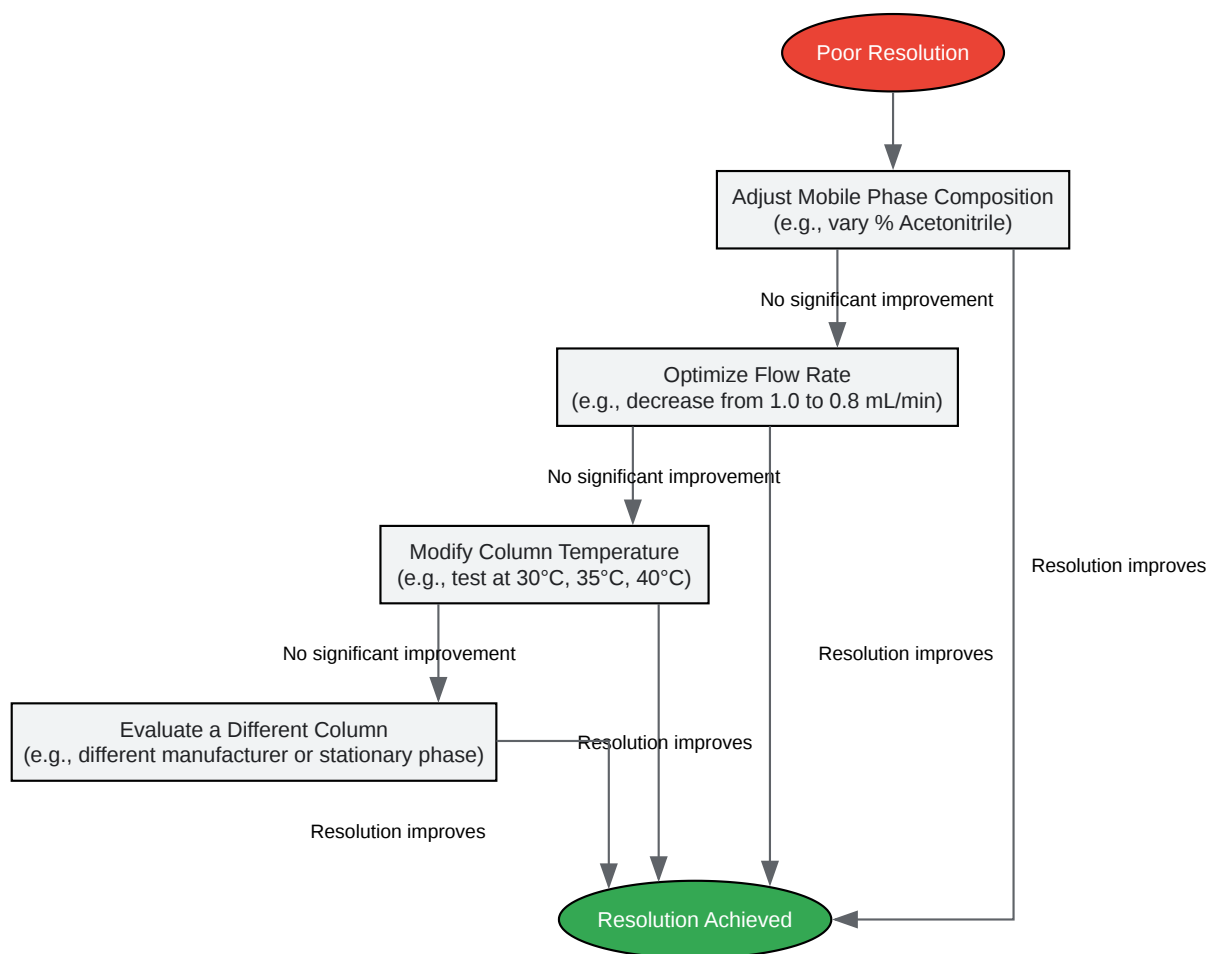 Poor Resolution
Adjust Mobile Phase Composition
(e.g., vary % Acetonitrile)
No significant improvement
Optimize Flow Rate
(e.g., decrease from 1.0 to 0.8 mL/min)
No significant improvement
Modify Column Temperature
(e.g., test at 30°C, 35°C, 40°C)
Resolution improves
No significant improvement
Resolution improves
Evaluate a Different Column
(e.g., different manufacturer or stationary phase)
Resolution improves
Resolution improves
Resolution Achieved